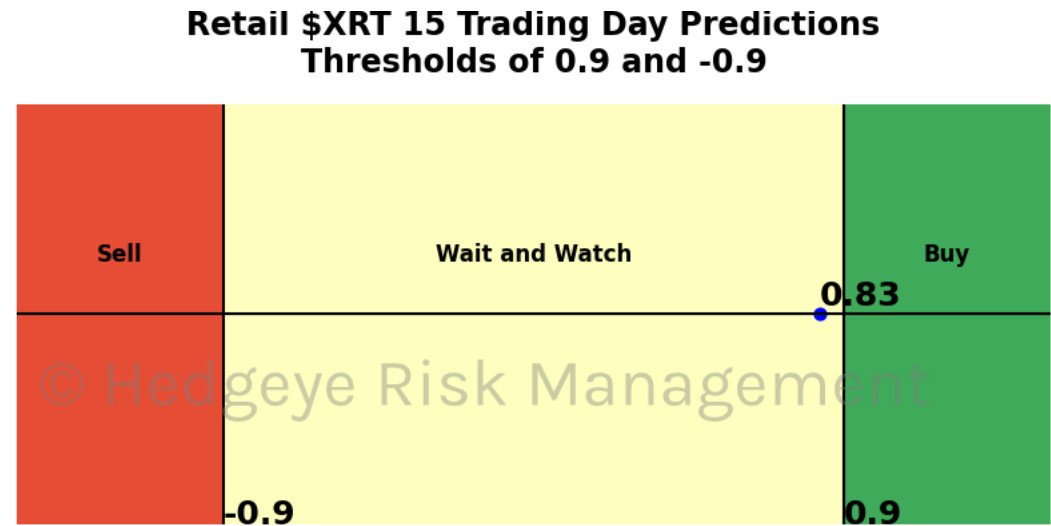 Retail $XRT 15 Trading Day Predictions
Thresholds of 0.9 and -0.9
Sell
Wait and Watch
Buy
0.83
© Hedgeye Risk Management
-0.9
0.9